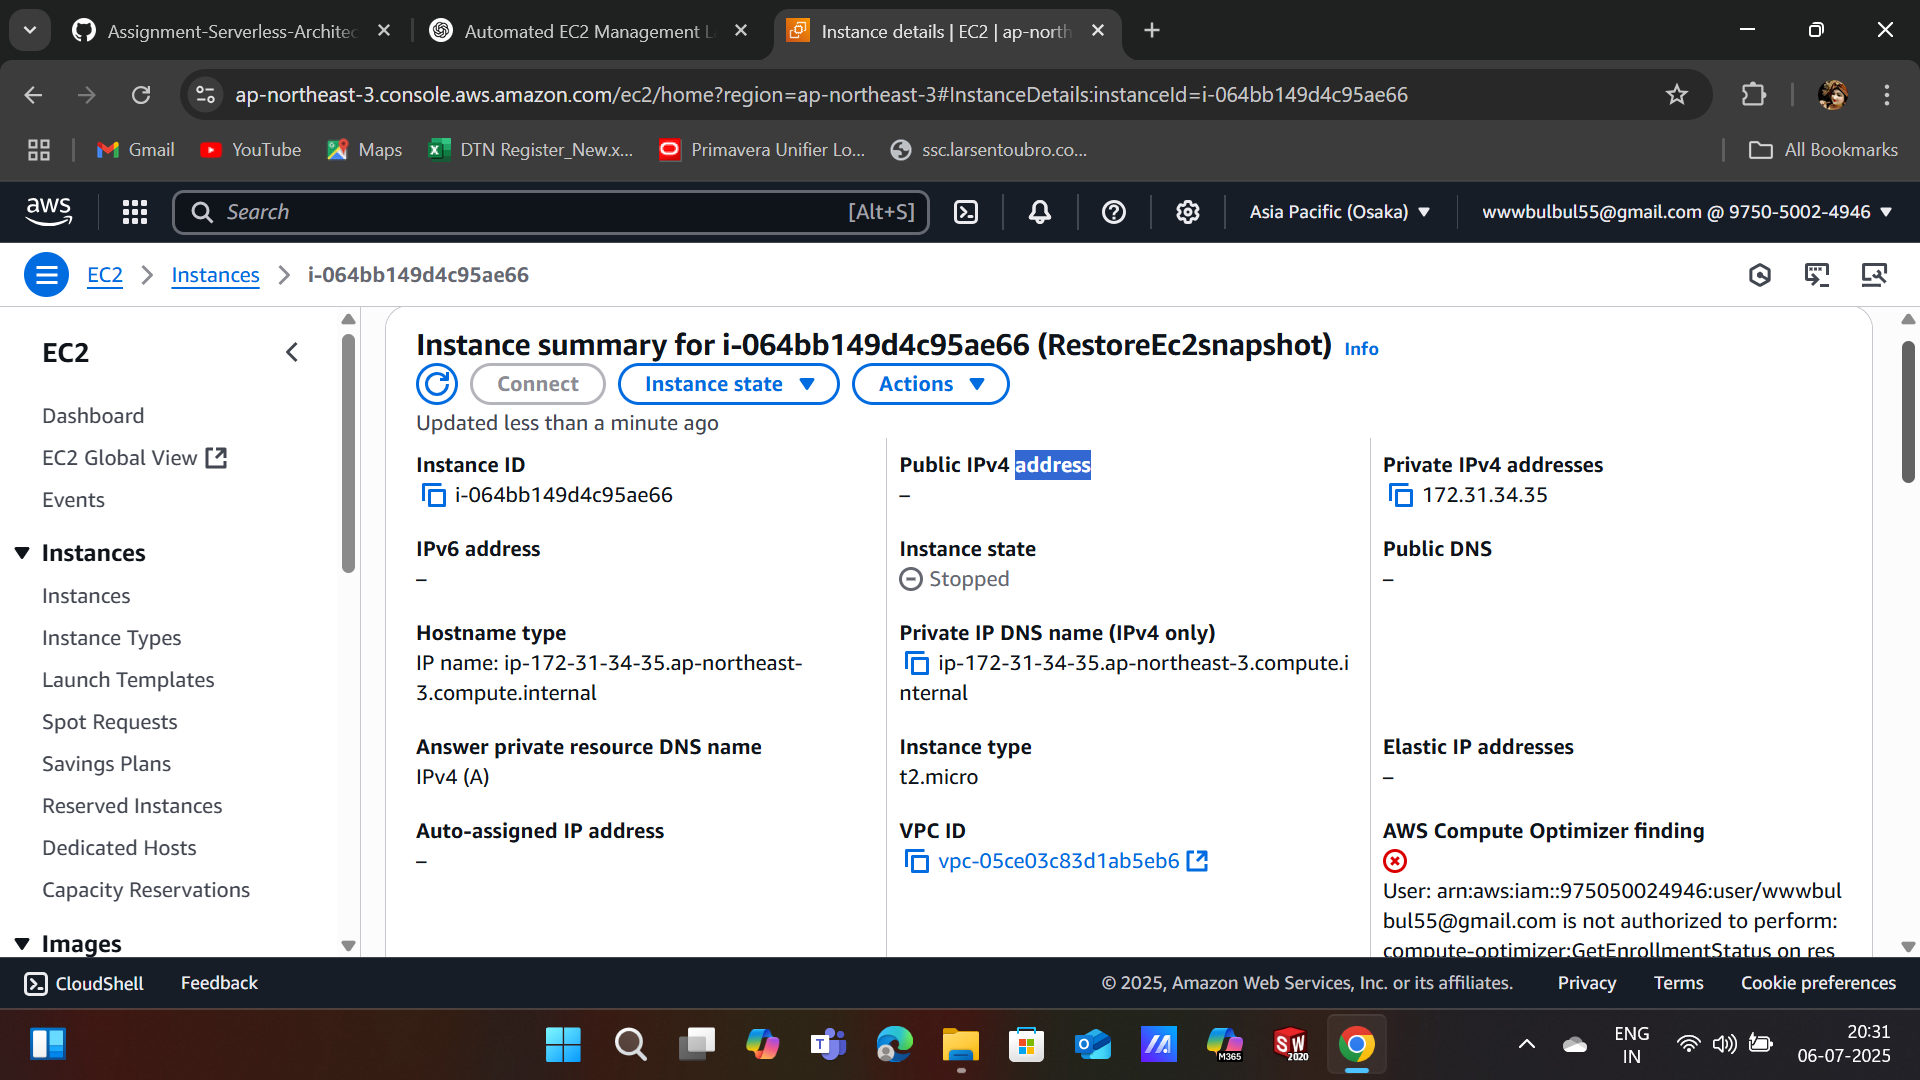 Assignment-Serverless-Architec
Automated EC2 Management L
Instance details | EC2 | ap-north
ap-northeast-3.console.aws.amazon.com/ec2/home?region=ap-northeast-3#InstanceDetails:instanceId=i-064bb149d4c95ae66
Gmail
YouTube
Maps
DTN Register_New.x...
Primavera Unifier Lo...
ssc.larsentoubro.co...
All Bookmarks
aws
Search
[Alt+S]
Asia Pacific (Osaka)
wwwbulbul55@gmail.com @ 9750-5002-4946
EC2
Instances
i-064bb149d4c95ae66
EC2
Dashboard
EC2 Global View
Events
Instances
Instances
Instance Types
Launch Templates
Spot Requests
Savings Plans
Reserved Instances
Dedicated Hosts
Capacity Reservations
Images
Instance summary for i-064bb149d4c95ae66 (RestoreEc2snapshot) Info
Connect
Instance state
Actions
Updated less than a minute ago
Instance ID
i-064bb149d4c95ae66
Public IPv4 address
–
Private IPv4 addresses
172.31.34.35
IPv6 address
–
Instance state
Stopped
Public DNS
–
Hostname type
IP name: ip-172-31-34-35.ap-northeast-
3.compute.internal
Private IP DNS name (IPv4 only)
ip-172-31-34-35.ap-northeast-3.compute.i
nternal
Answer private resource DNS name
IPv4 (A)
Instance type
t2.micro
Elastic IP addresses
–
Auto-assigned IP address
–
VPC ID
vpc-05ce03c83d1ab5eb6
AWS Compute Optimizer finding
User: arn:aws:iam::975050024946:user/wwwbul
bul55@gmail.com is not authorized to perform:
compute-optimizer:GetEnrollmentStatus on res
CloudShell
Feedback
© 2025, Amazon Web Services, Inc. or its affiliates.
Privacy
Terms
Cookie preferences
T
M365
SW
2020
ENG
IN
20:31
06-07-2025